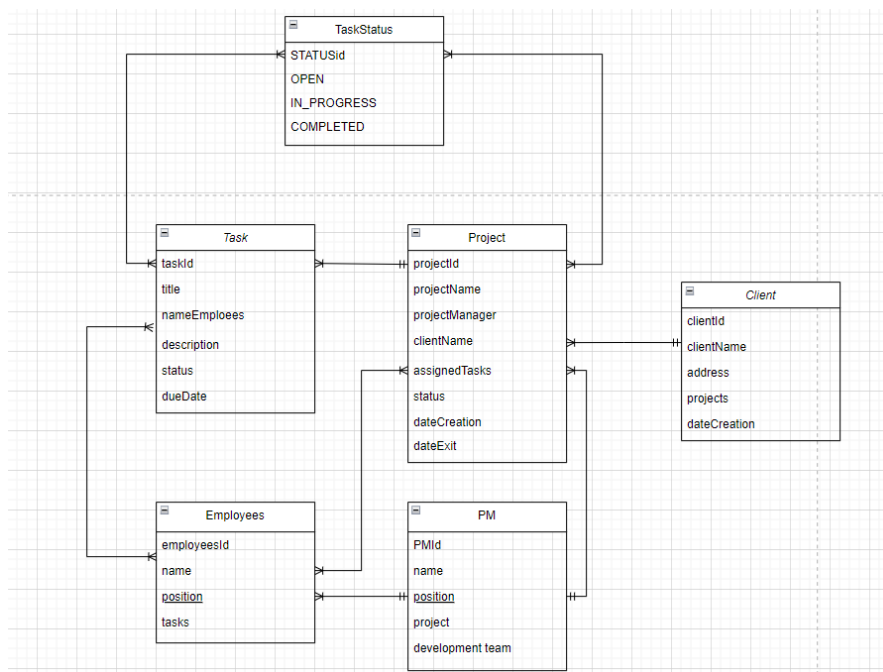 TaskStatus
STATUSid
OPEN
IN_PROGRESS
COMPLETED
Task
taskId
title
nameEmploees
description
status
dueDate
Project
projectId
projectName
projectManager
clientName
assignedTasks
status
dateCreation
dateExit
Client
clientId
clientName
address
projects
dateCreation
Employees
employeesId
name
position
tasks
PM
PMId
name
position
project
development team